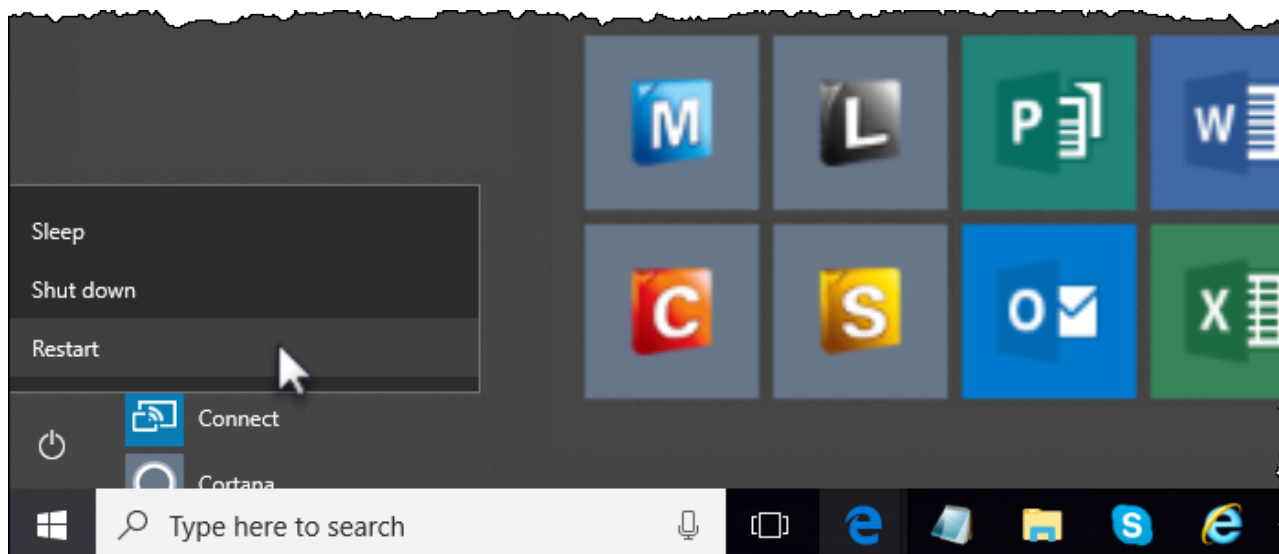 Sleep
Shut down
Restart
Connect
Cortana
Type here to search
M
L
P
W
C
S
O
X
S